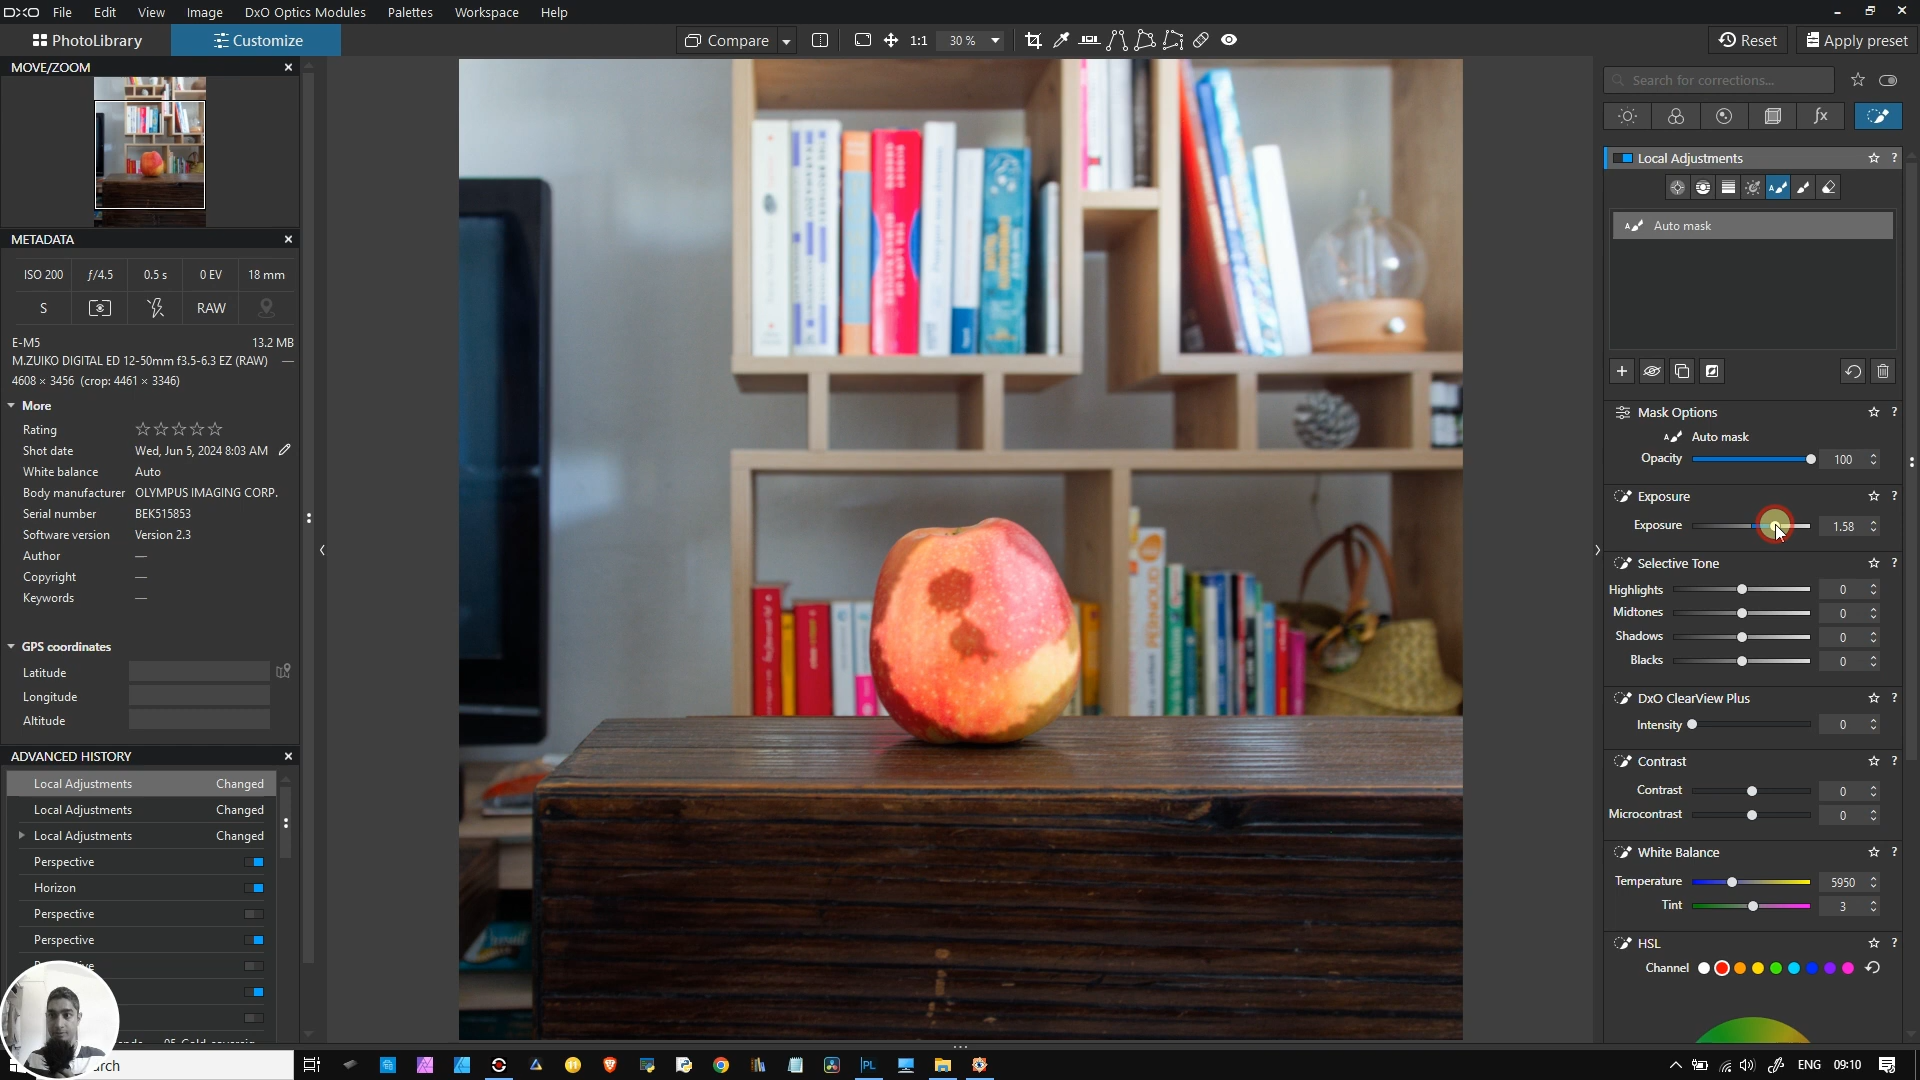 DXO File Edit View Image DxO Optics Modules Palettes Workspace Help
PhotoLibrary Customize Compare 1:1 30 % Reset Apply preset
MOVE/ZOOM
METADATA
ISO 200 ƒ/4.5 0.5 s 0 EV 18 mm
S RAW
E-M5 13.2 MB
M.ZUIKO DIGITAL ED 12-50mm f3.5-6.3 EZ (RAW) —
4608 × 3456 (crop: 4461 × 3346)
More
Rating
Shot date Wed, Jun 5, 2024 8:03 AM
White balance Auto
Body manufacturer OLYMPUS IMAGING CORP.
Serial number BEK515853
Software version Version 2.3
Author —
Copyright —
Keywords —
GPS coordinates
Latitude
Longitude
Altitude
ADVANCED HISTORY
Local Adjustments Changed
Local Adjustments Changed
Local Adjustments Changed
Perspective
Horizon
Perspective
Perspective
Search for corrections...
Local Adjustments ?
Auto mask
Mask Options ?
Auto mask
Opacity 100
Exposure ?
Exposure 1.58
Selective Tone ?
Highlights 0
Midtones 0
Shadows 0
Blacks 0
DxO ClearView Plus ?
Intensity 0
Contrast ?
Contrast 0
Microcontrast 0
White Balance ?
Temperature 5950
Tint 3
HSL ?
Channel
PL ENG 09:10